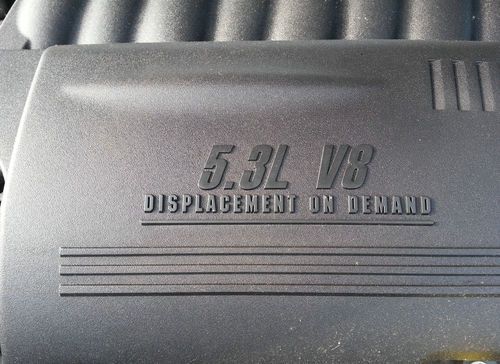 5.3L V8
DISPLACEMENT ON DEMAND